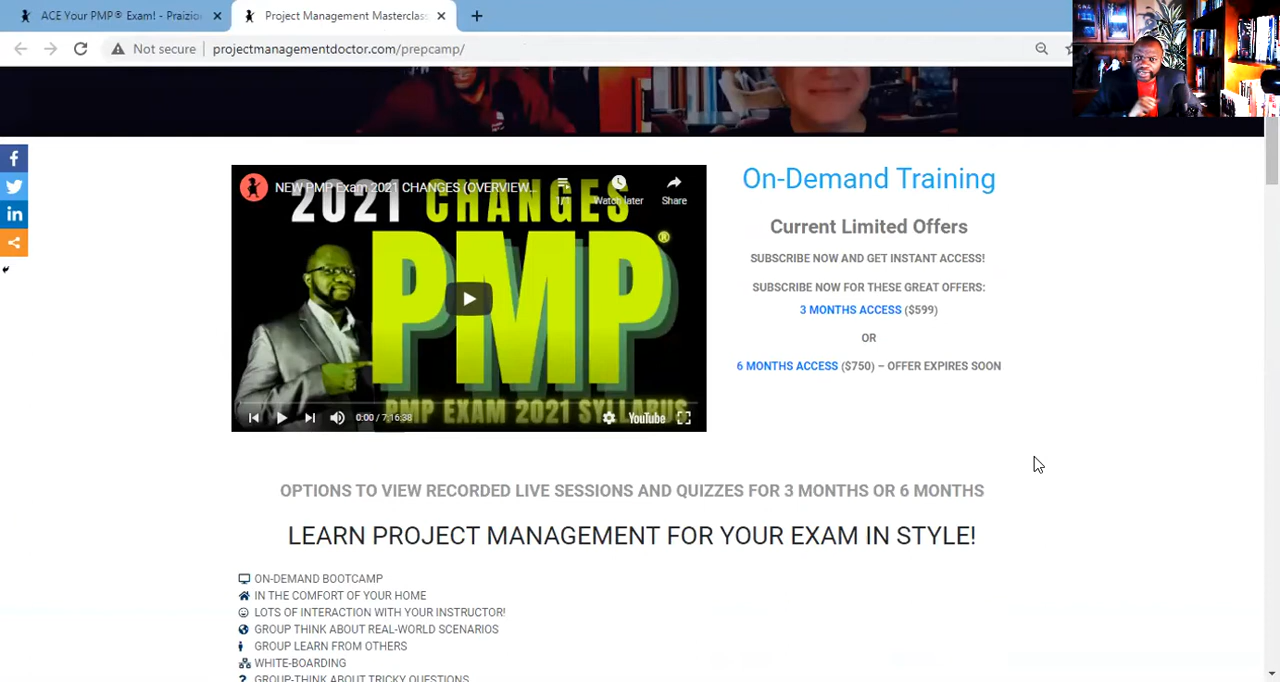 ACE Your PMP® Exam! - Praizion
Project Management Masterclass
Not secure
projectmanagementdoctor.com/prepcamp/
NEW PMP Exam 2021 CHANGES (OVERVIEW...
1/1
Watch later
Share
2021 CHANGES
PMP®
PMP EXAM 2021 SYLLABUS
0:00 / 7:16:38
YouTube
On-Demand Training
Current Limited Offers
SUBSCRIBE NOW AND GET INSTANT ACCESS!
SUBSCRIBE NOW FOR THESE GREAT OFFERS:
3 MONTHS ACCESS ($599)
OR
6 MONTHS ACCESS ($750) – OFFER EXPIRES SOON
OPTIONS TO VIEW RECORDED LIVE SESSIONS AND QUIZZES FOR 3 MONTHS OR 6 MONTHS
LEARN PROJECT MANAGEMENT FOR YOUR EXAM IN STYLE!
ON-DEMAND BOOTCAMP
IN THE COMFORT OF YOUR HOME
LOTS OF INTERACTION WITH YOUR INSTRUCTOR!
GROUP THINK ABOUT REAL-WORLD SCENARIOS
GROUP LEARN FROM OTHERS
WHITE-BOARDING
GROUP-THINK ABOUT TRICKY QUESTIONS